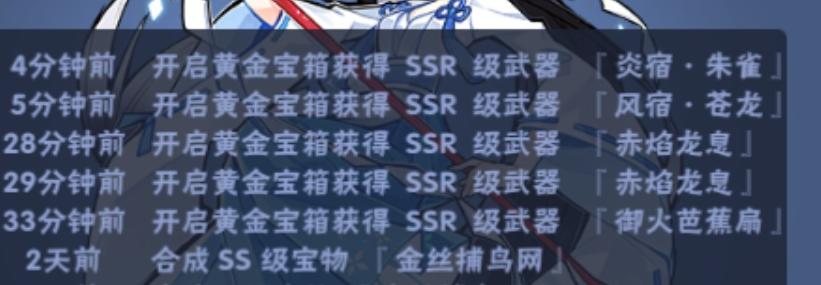 4分钟前 开启黄金宝箱获得 SSR 级武器 「炎宿·朱雀」
5分钟前 开启黄金宝箱获得 SSR 级武器 「风宿·苍龙」
28分钟前 开启黄金宝箱获得 SSR 级武器 「赤焰龙息」
29分钟前 开启黄金宝箱获得 SSR 级武器 「赤焰龙息」
33分钟前 开启黄金宝箱获得 SSR 级武器 「御火芭蕉扇」
2天前 合成 SS 级宝物 「金丝捕鸟网」